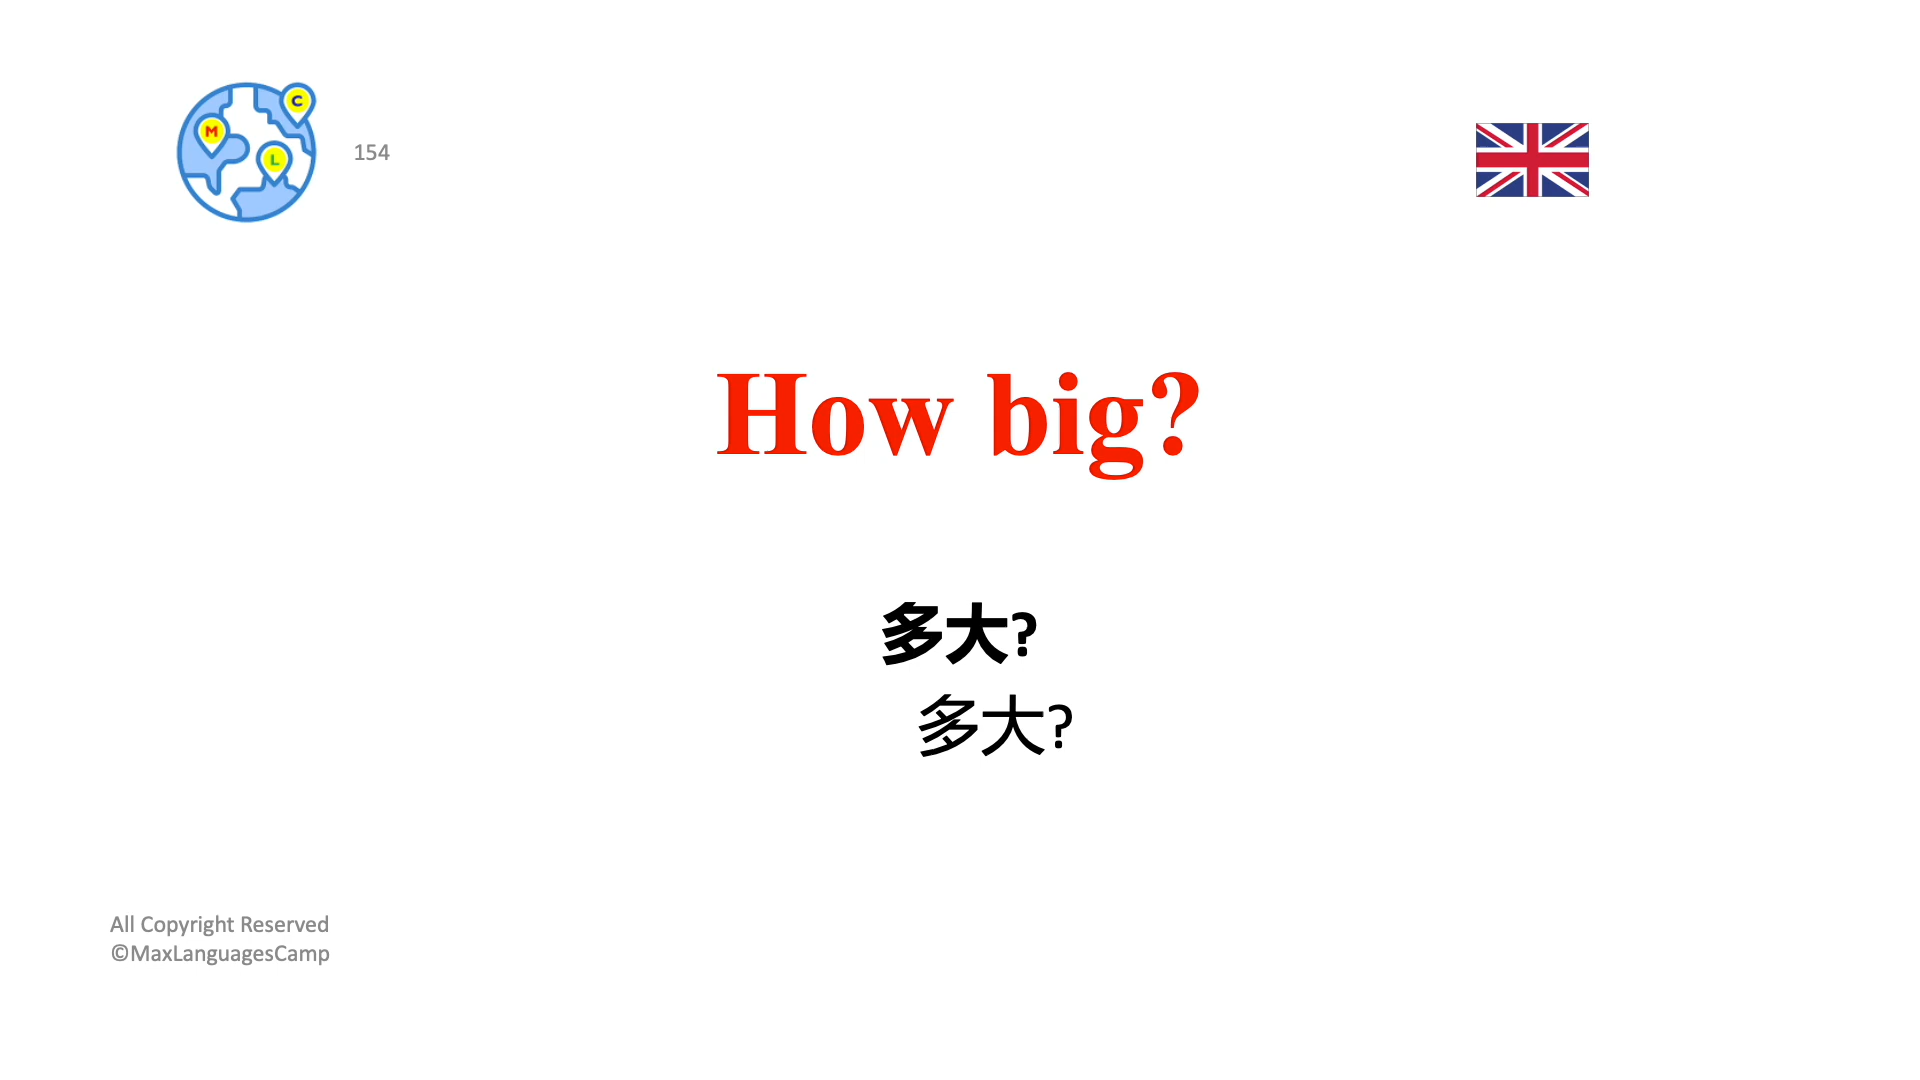 C
M
L
154
How big?
多大?
多大?
All Copyright Reserved
©MaxLanguagesCamp